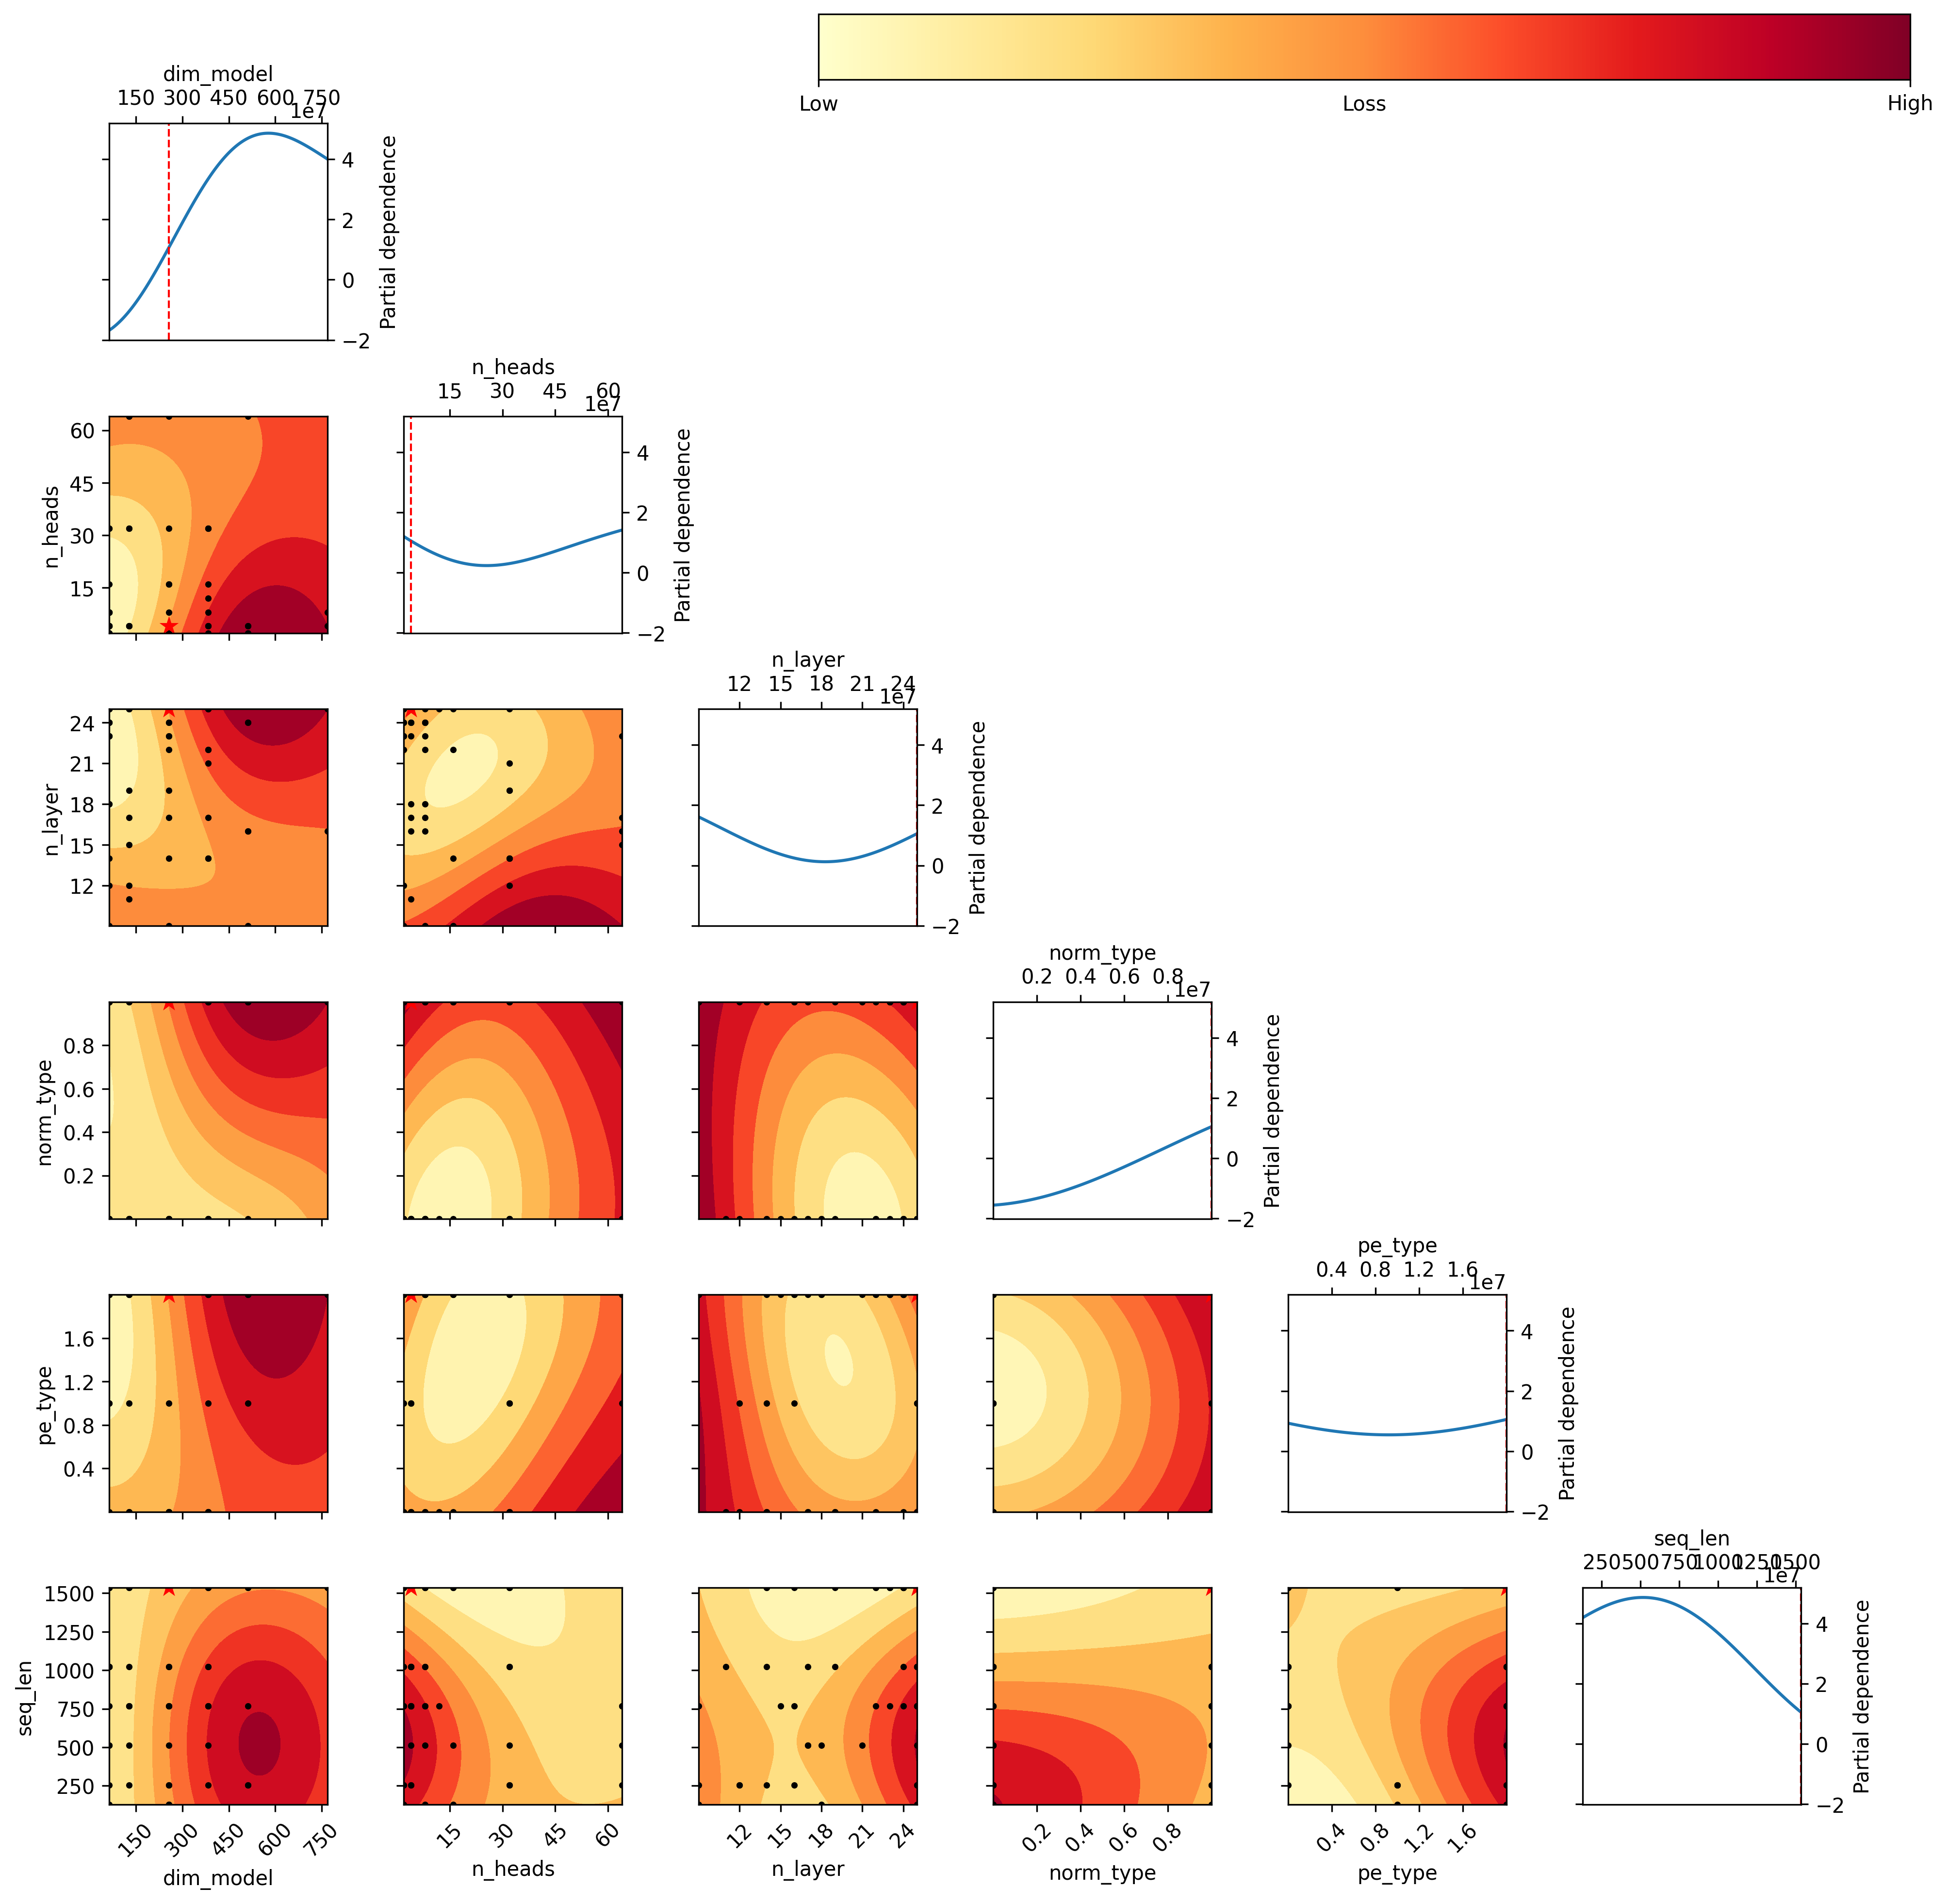 Low Loss High
dim_model
150 300 450 600 750
1e7
4
2
0
−2
Partial dependence
n_heads
15 30 45 60
1e7
60
45
30
15
n_heads
4
2
0
−2
Partial dependence
n_layer
12 15 18 21 24
1e7
24
21
18
15
12
n_layer
4
2
0
−2
Partial dependence
norm_type
0.2 0.4 0.6 0.8
1e7
0.8
0.6
0.4
0.2
norm_type
4
2
0
−2
Partial dependence
pe_type
0.4 0.8 1.2 1.6
1e7
1.6
1.2
0.8
0.4
pe_type
4
2
0
−2
Partial dependence
seq_len
250 500 750 1000 1250 1500
1e7
1500
1250
1000
750
500
250
seq_len
4
2
0
−2
Partial dependence
150 300 450 600 750
dim_model
15 30 45 60
n_heads
12 15 18 21 24
n_layer
0.2 0.4 0.6 0.8
norm_type
0.4 0.8 1.2 1.6
pe_type